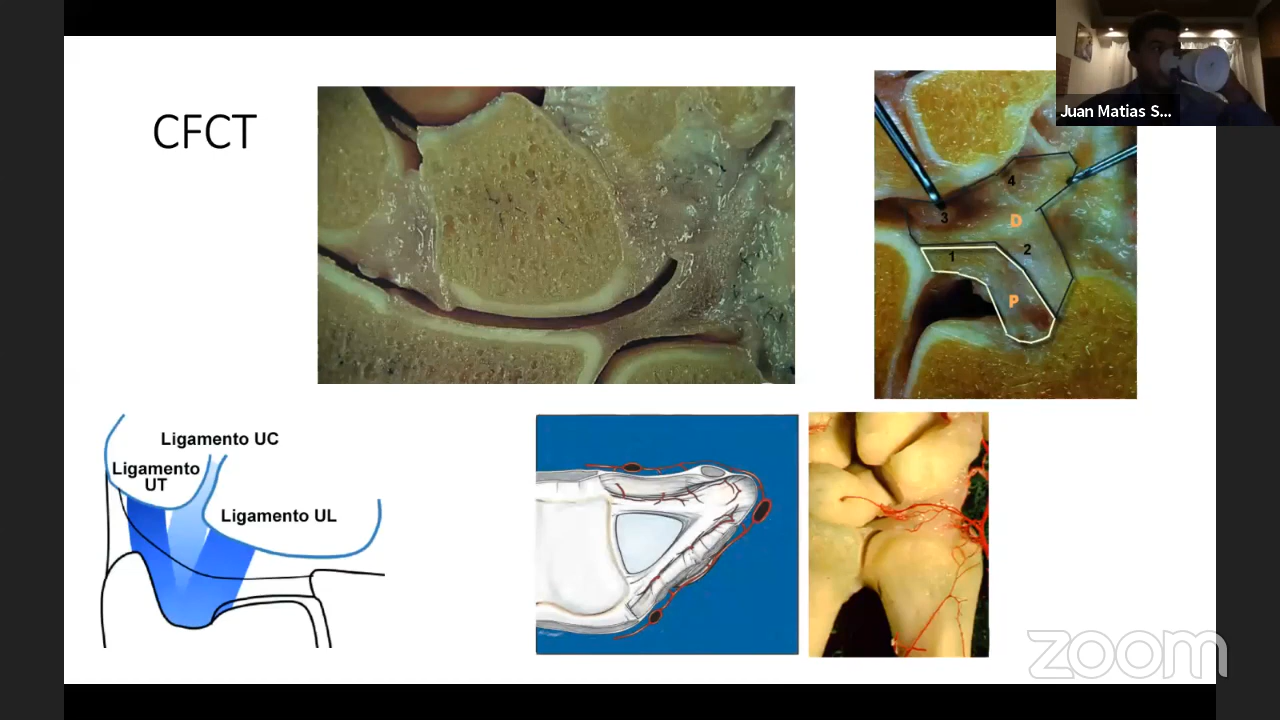 Juan Matias S...
CFCT
4
3
D
1
2
P
Ligamento UC
Ligamento
UT
Ligamento UL
zoom